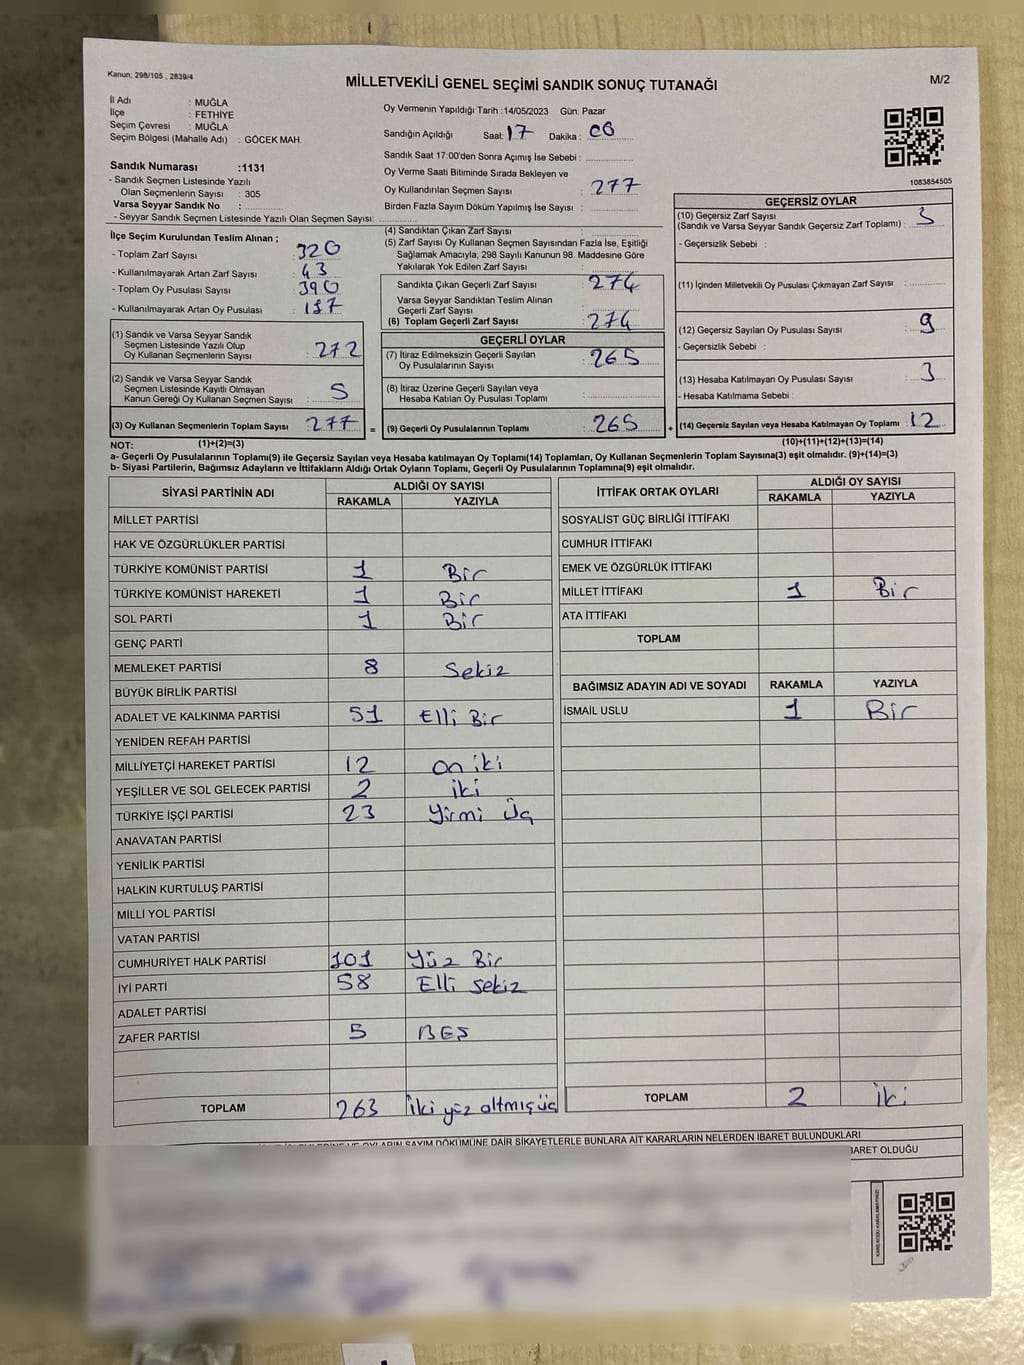 Kanun; 298/105 , 2839/4
MİLLETVEKİLİ GENEL SEÇİMİ SANDIK SONUÇ TUTANAĞI
M/2
İl Adı : MUĞLA
İlçe : FETHİYE
Seçim Çevresi : MUĞLA
Seçim Bölgesi (Mahalle Adı) : GÖCEK MAH.
Sandık Numarası :1131
- Sandık Seçmen Listesinde Yazılı
Olan Seçmenlerin Sayısı : 305
Varsa Seyyar Sandık No :
- Seyyar Sandık Seçmen Listesinde Yazılı Olan Seçmen Sayısı:
Oy Vermenin Yapıldığı Tarih :14/05/2023 Gün: Pazar
Sandığın Açıldığı Saat: 17 Dakika: 00
Sandık Saat 17:00'den Sonra Açımış İse Sebebi :
Oy Verme Saati Bitiminde Sırada Bekleyen ve
Oy Kullandırılan Seçmen Sayısı : 277
Birden Fazla Sayım Döküm Yapılmış İse Sayısı :
1083854505
İlçe Seçim Kurulundan Teslim Alınan ;
- Toplam Zarf Sayısı : 320
- Kullanılmayarak Artan Zarf Sayısı : 43
- Toplam Oy Pusulası Sayısı : 390
- Kullanılmayarak Artan Oy Pusulası :
(1) Sandık ve Varsa Seyyar Sandık
Seçmen Listesinde Yazılı Olup
Oy Kullanan Seçmenlerin Sayısı : 272
(2) Sandık ve Varsa Seyyar Sandık
Seçmen Listesinde Kayıtlı Olmayan
Kanun Gereği Oy Kullanan Seçmen Sayısı : 5
(3) Oy Kullanan Seçmenlerin Toplam Sayısı : 277
(4) Sandıktan Çıkan Zarf Sayısı :
(5) Zarf Sayısı Oy Kullanan Seçmen Sayısından Fazla İse, Eşitliği
Sağlamak Amacıyla; 298 Sayılı Kanunun 98. Maddesine Göre
Yakılarak Yok Edilen Zarf Sayısı :
Sandıkta Çıkan Geçerli Zarf Sayısı : 274
Varsa Seyyar Sandıktan Teslim Alınan
Geçerli Zarf Sayısı :
(6) Toplam Geçerli Zarf Sayısı : 274
GEÇERLİ OYLAR
(7) İtiraz Edilmeksizin Geçerli Sayılan
Oy Pusulalarının Sayısı : 265
(8) İtiraz Üzerine Geçerli Sayılan veya
Hesaba Katılan Oy Pusulası Toplamı :
= (9) Geçerli Oy Pusulalarının Toplamı : 265
GEÇERSİZ OYLAR
(10) Geçersiz Zarf Sayısı
(Sandık ve Varsa Seyyar Sandık Geçersiz Zarf Toplamı) : 3
- Geçersizlik Sebebi :
(11) İçinden Milletvekili Oy Pusulası Çıkmayan Zarf Sayısı :
(12) Geçersiz Sayılan Oy Pusulası Sayısı : 9
- Geçersizlik Sebebi :
(13) Hesaba Katılmayan Oy Pusulası Sayısı : 3
- Hesaba Katılmama Sebebi :
+ (14) Geçersiz Sayılan veya Hesaba Katılmayan Oy Toplamı : 12
NOT: (1)+(2)=(3)
(10)+(11)+(12)+(13)=(14)
a- Geçerli Oy Pusulalarının Toplamı(9) ile Geçersiz Sayılan veya Hesaba katılmayan Oy Toplamı(14) Toplamları, Oy Kullanan Seçmenlerin Toplam Sayısına(3) eşit olmalıdır. (9)+(14)=(3)
b- Siyasi Partilerin, Bağımsız Adayların ve İttifakların Aldığı Ortak Oyların Toplamı, Geçerli Oy Pusulalarının Toplamına(9) eşit olmalıdır.
SİYASİ PARTİNİN ADI
ALDIĞI OY SAYISI
RAKAMLA YAZIYLA
MİLLET PARTİSİ
HAK VE ÖZGÜRLÜKLER PARTİSİ
TÜRKİYE KOMÜNİST PARTİSİ 1 Bir
TÜRKİYE KOMÜNİST HAREKETİ 1 Bir
SOL PARTİ 1 Bir
GENÇ PARTİ
MEMLEKET PARTİSİ 8 Sekiz
BÜYÜK BİRLİK PARTİSİ
ADALET VE KALKINMA PARTİSİ 51 Elli Bir
YENİDEN REFAH PARTİSİ
MİLLİYETÇİ HAREKET PARTİSİ 12 on iki
YEŞİLLER VE SOL GELECEK PARTİSİ 2 iki
TÜRKİYE İŞÇİ PARTİSİ 23 Yirmi Üç
ANAVATAN PARTİSİ
YENİLİK PARTİSİ
HALKIN KURTULUŞ PARTİSİ
MİLLİ YOL PARTİSİ
VATAN PARTİSİ
CUMHURİYET HALK PARTİSİ 101 Yüz Bir
İYİ PARTİ 58 Elli Sekiz
ADALET PARTİSİ
ZAFER PARTİSİ 5 BEŞ
TOPLAM 263 İki yüz altmış üç
İTTİFAK ORTAK OYLARI
ALDIĞI OY SAYISI
RAKAMLA YAZIYLA
SOSYALİST GÜÇ BİRLİĞİ İTTİFAKI
CUMHUR İTTİFAKI
EMEK VE ÖZGÜRLÜK İTTİFAKI
MİLLET İTTİFAKI 1 Bir
ATA İTTİFAKI
TOPLAM
BAĞIMSIZ ADAYIN ADI VE SOYADI RAKAMLA YAZIYLA
İSMAİL USLU 1 Bir
TOPLAM 2 iki
OYLARIN SAYIM DÖKÜMÜNE DAİR ŞİKAYETLERLE BUNLARA AİT KARARLARIN NELERDEN İBARET BULUNDUKLARI
İBARET OLDUĞU